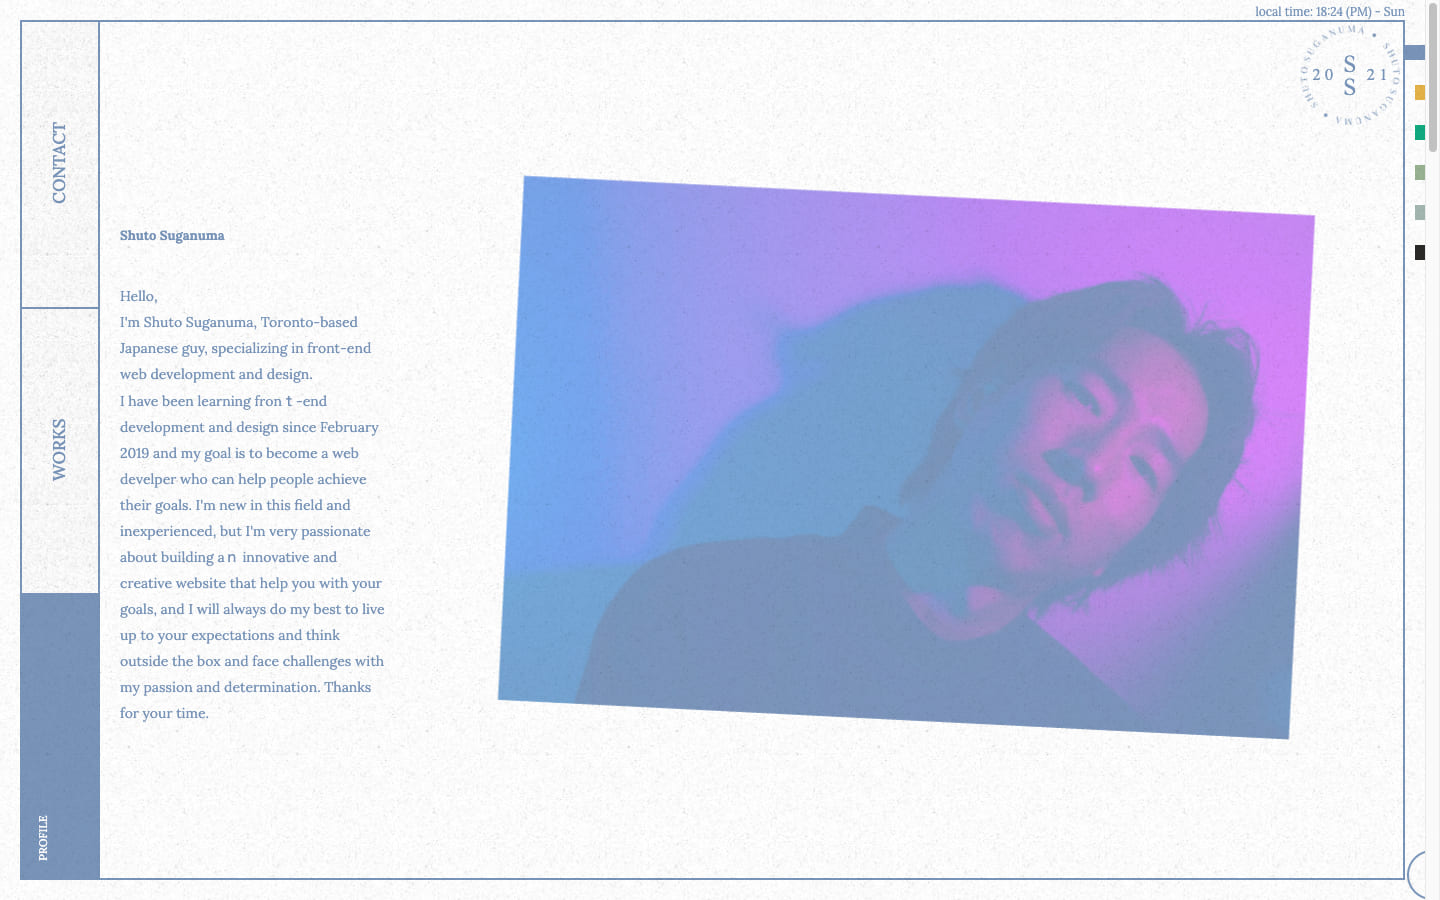 local time: 18:24 (PM) - Sun
SHUTO SUGANUMA • SHUTO SUGANUMA • SHUTO SUGANUMA •
S
20 21
S
CONTACT
WORKS
PROFILE
Shuto Suganuma
Hello,
I'm Shuto Suganuma, Toronto-based
Japanese guy, specializing in front-end
web development and design.
I have been learning fron t -end
development and design since February
2019 and my goal is to become a web
develper who can help people achieve
their goals. I'm new in this field and
inexperienced, but I'm very passionate
about building an innovative and
creative website that help you with your
goals, and I will always do my best to live
up to your expectations and think
outside the box and face challenges with
my passion and determination. Thanks
for your time.